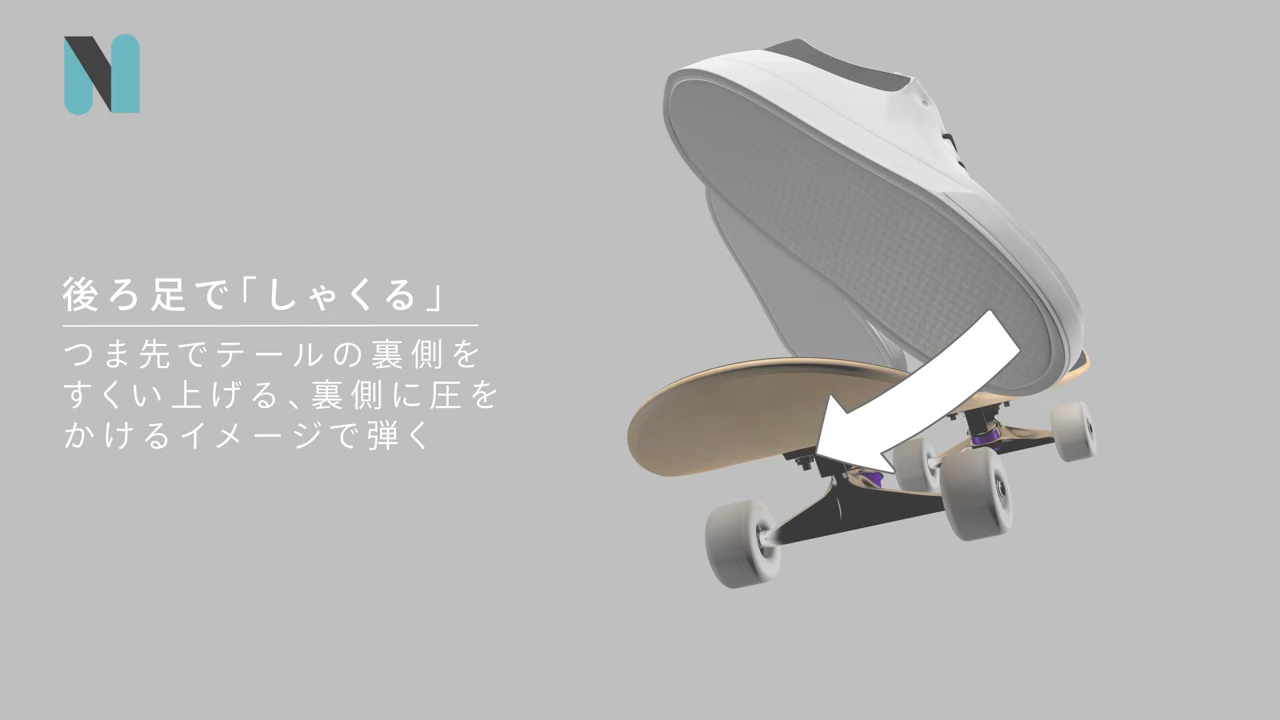 N
後ろ足で「しゃくる」
つま先でテールの裏側を
すくい上げる、裏側に圧を
かけるイメージで弾く